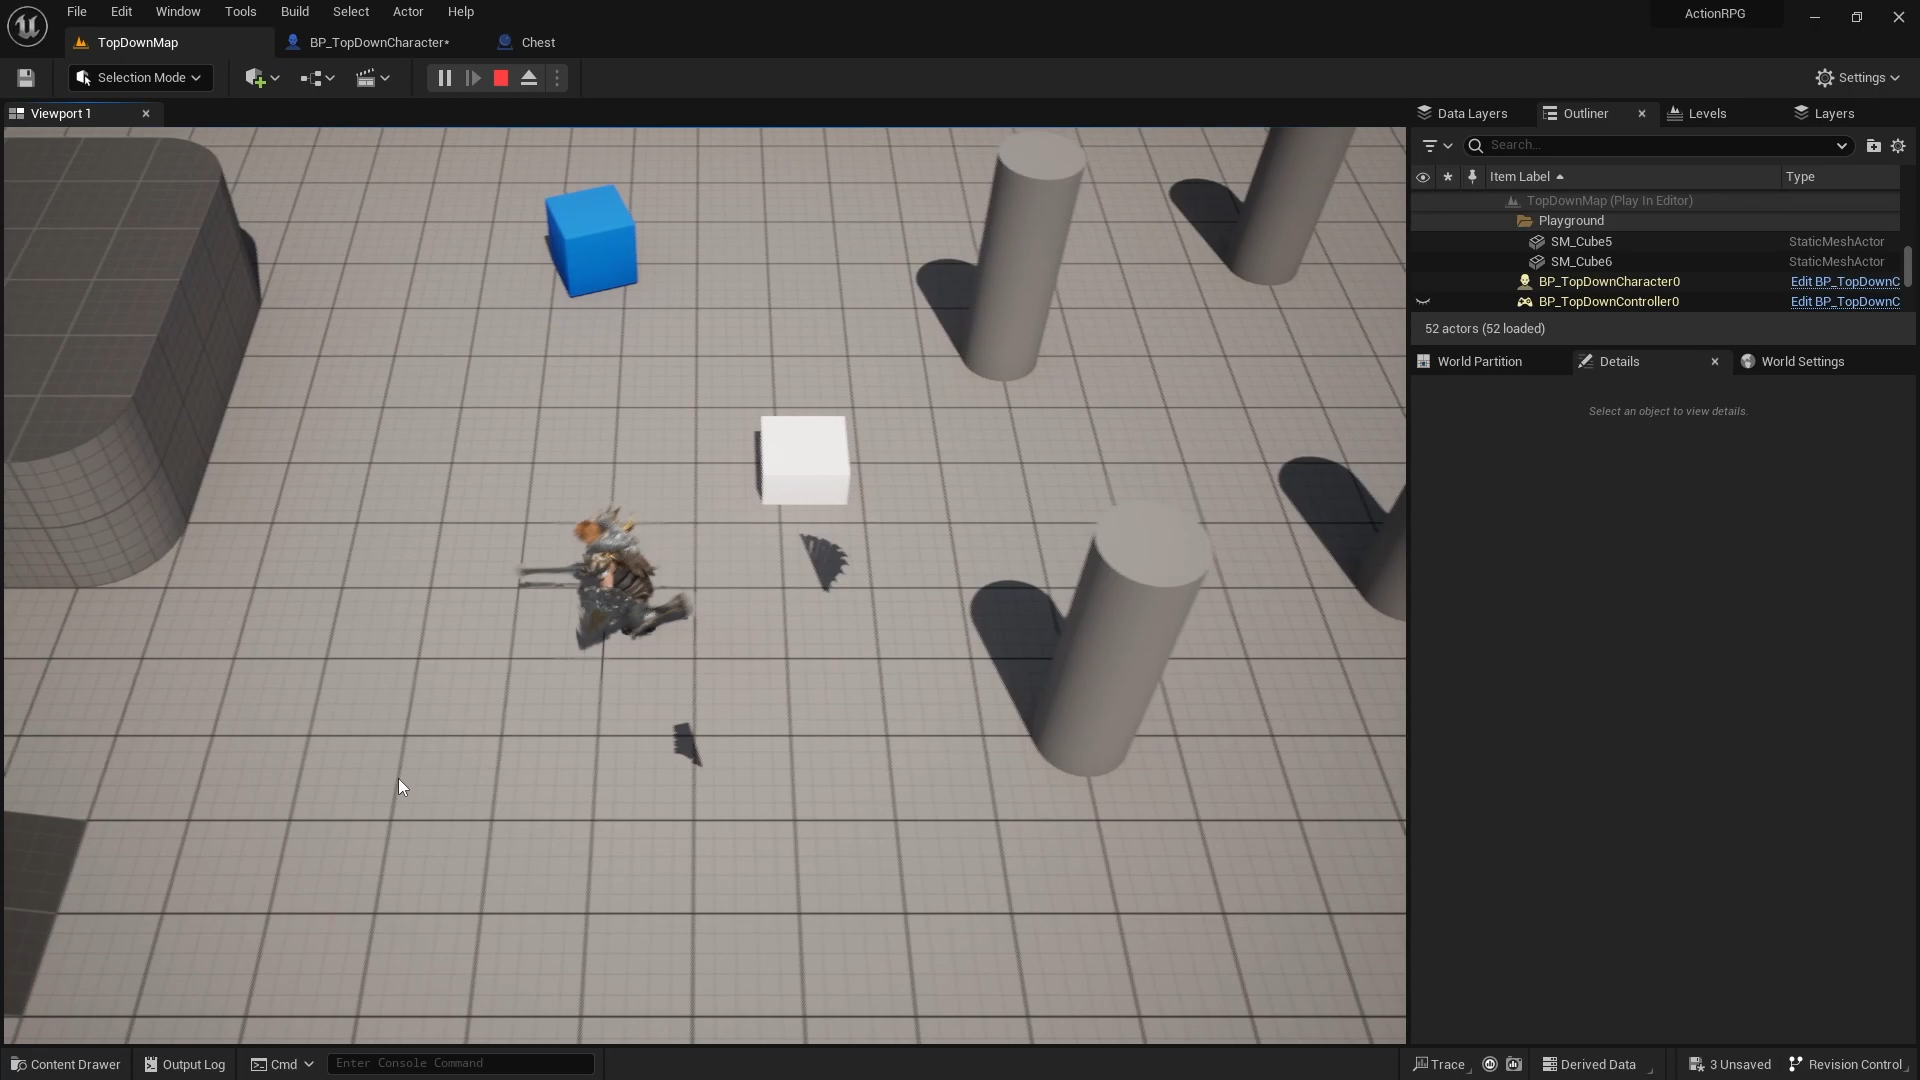 File Edit Window Tools Build Select Actor Help
ActionRPG
TopDownMap
BP_TopDownCharacter*
Chest
Selection Mode
Settings
Viewport 1
Data Layers
Outliner
Levels
Layers
Search...
Item Label
Type
TopDownMap (Play In Editor)
Playground
SM_Cube5 StaticMeshActor
SM_Cube6 StaticMeshActor
BP_TopDownCharacter0 Edit BP_TopDownC
BP_TopDownController0 Edit BP_TopDownC
52 actors (52 loaded)
World Partition
Details
World Settings
Select an object to view details.
Content Drawer
Output Log
Cmd
Enter Console Command
Trace
Derived Data
3 Unsaved
Revision Control